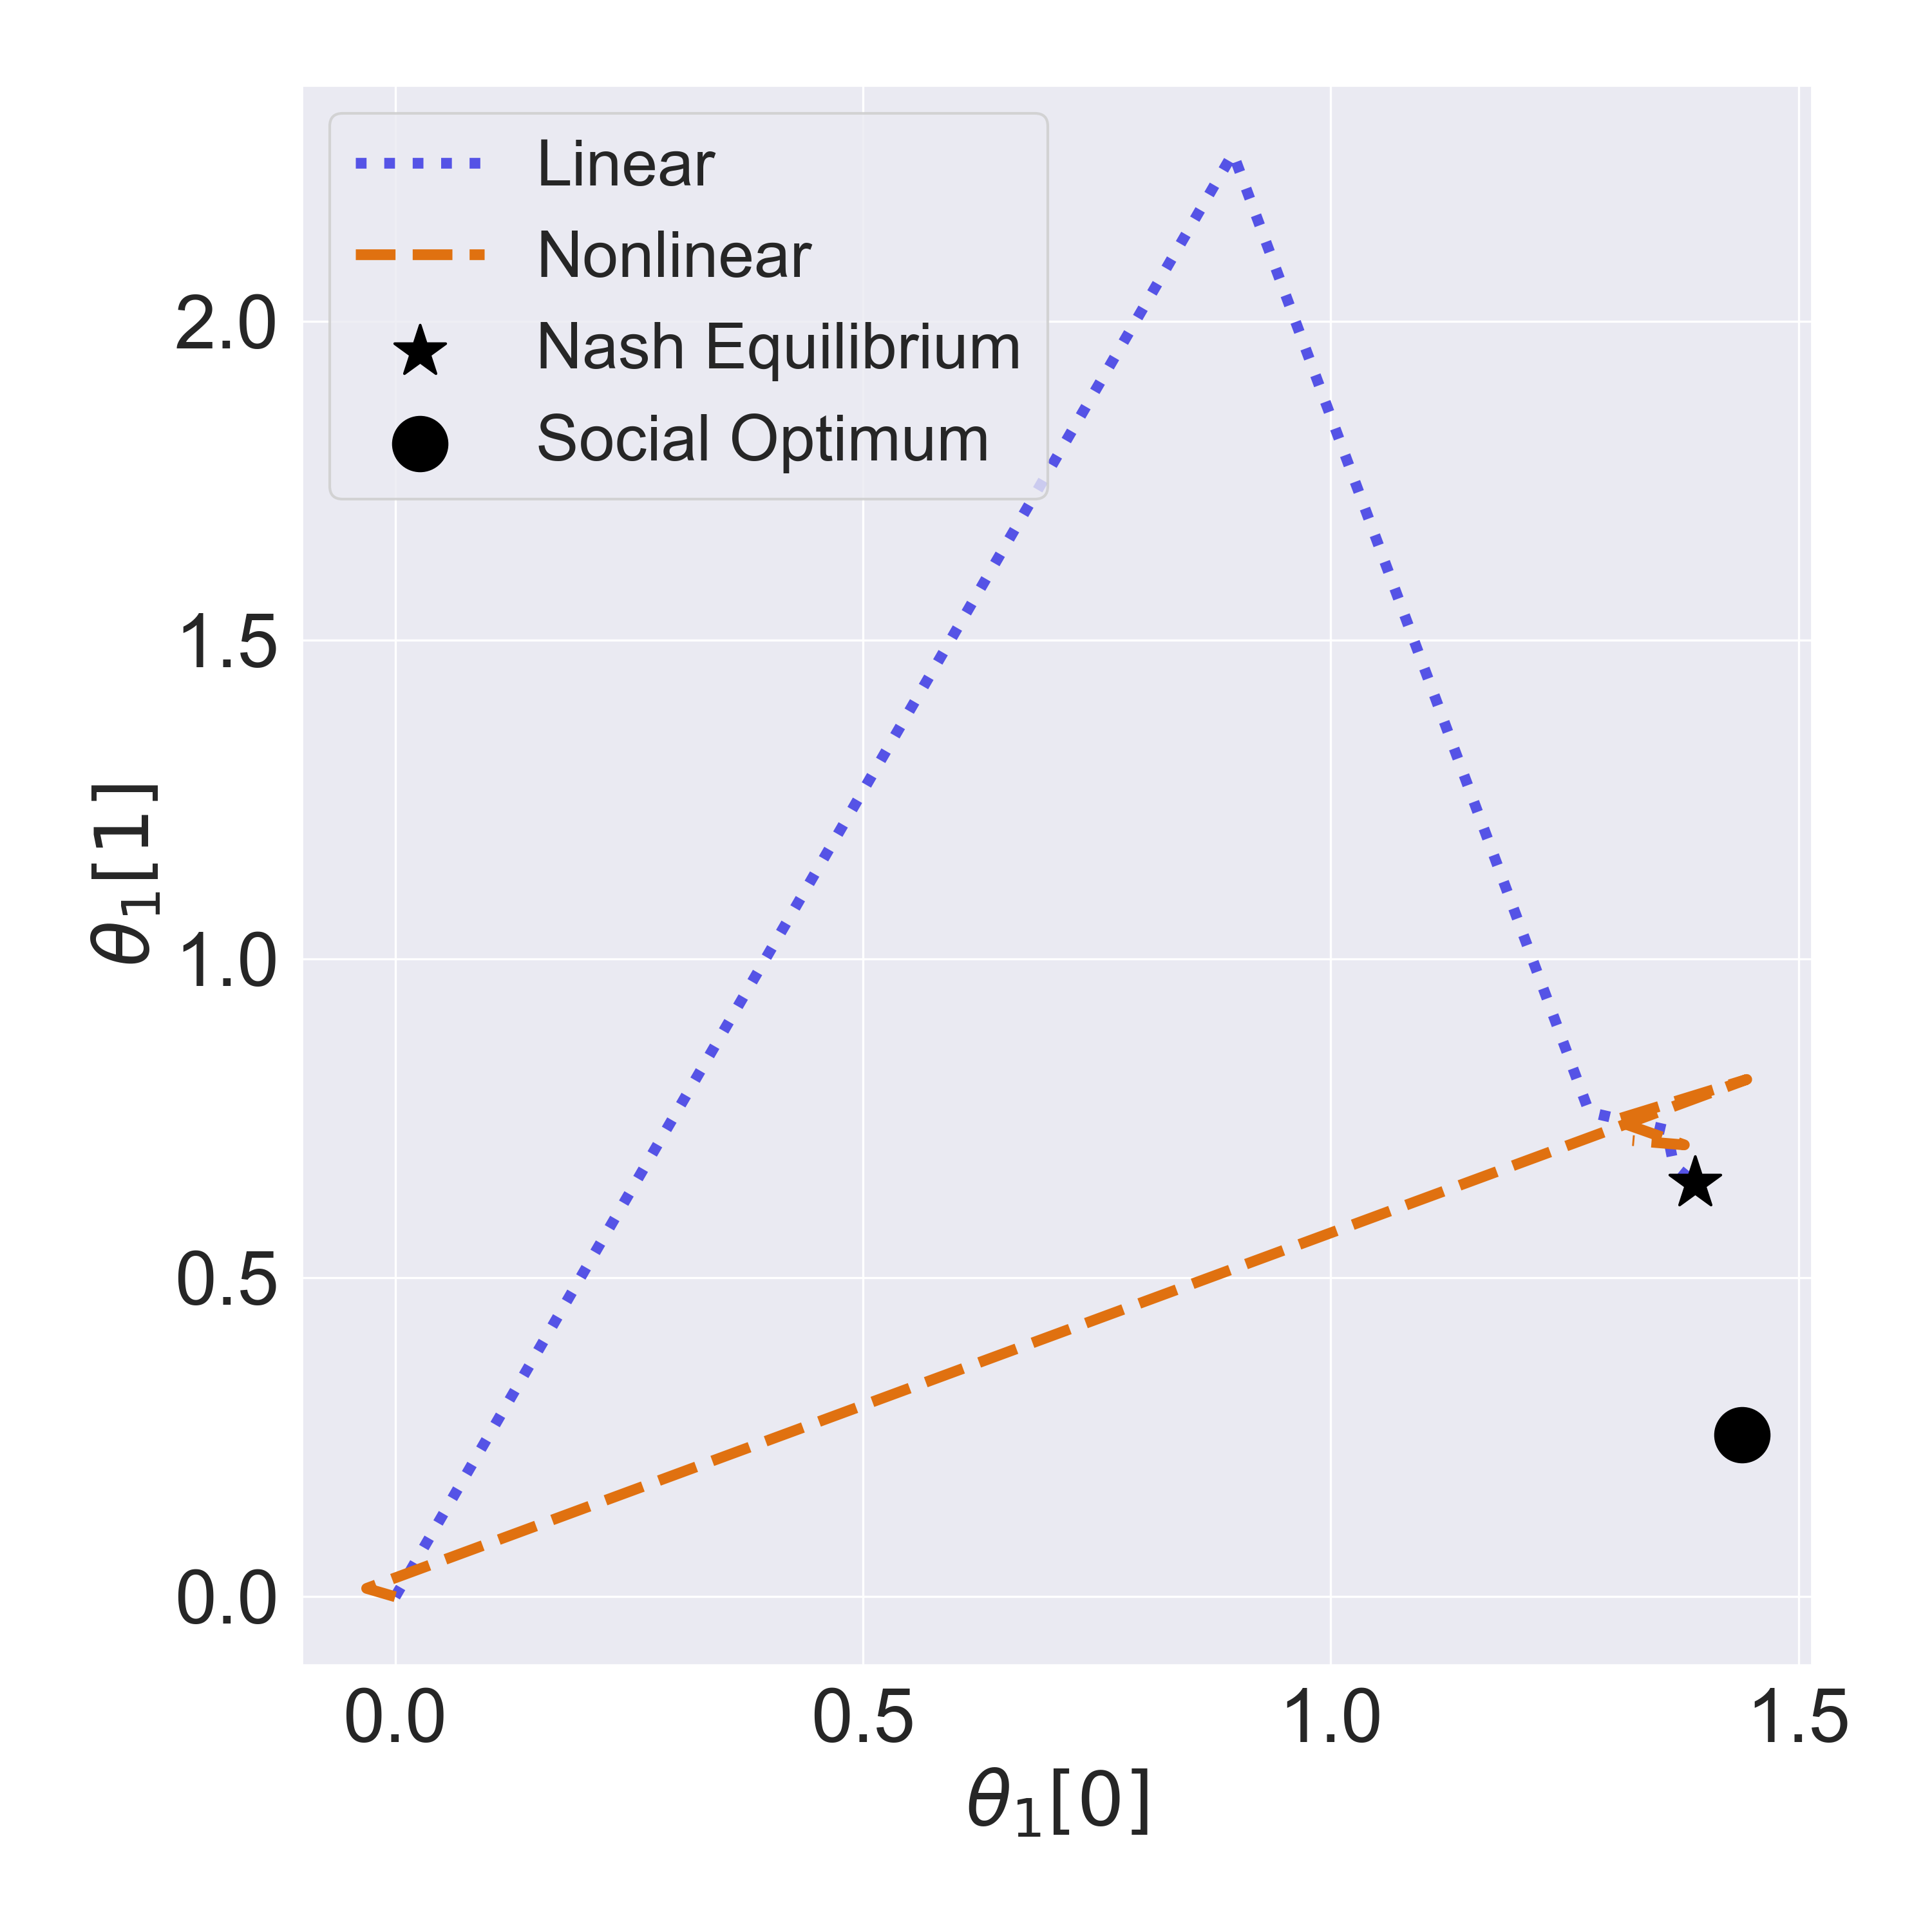 Linear
Nonlinear
Nash Equilibrium
Social Optimum
2.0
1.5
1.0
0.5
0.0
θ₁[1]
0.0 0.5 1.0 1.5
θ₁[0]